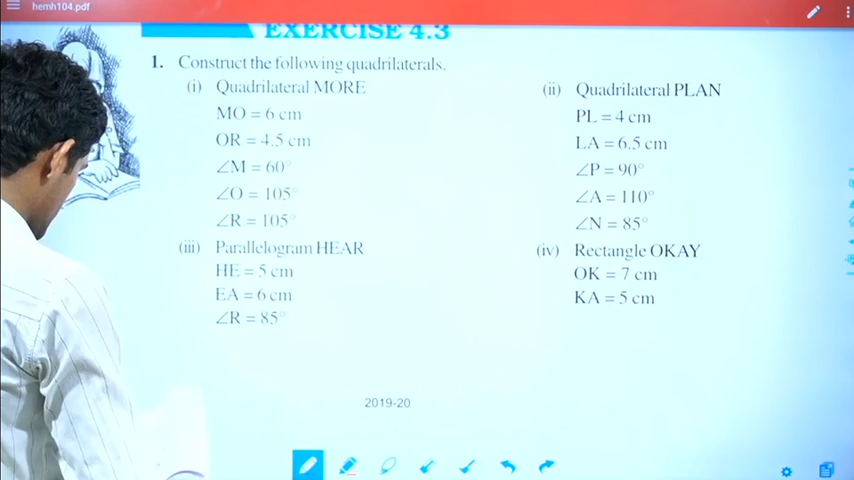 hemh104.pdf
EXERCISE 4.3
1. Construct the following quadrilaterals.
(i) Quadrilateral MORE
MO = 6 cm
OR = 4.5 cm
∠M = 60°
∠O = 105°
∠R = 105°
(ii) Quadrilateral PLAN
PL = 4 cm
LA = 6.5 cm
∠P = 90°
∠A = 110°
∠N = 85°
(iii) Parallelogram HEAR
HE = 5 cm
EA = 6 cm
∠R = 85°
(iv) Rectangle OKAY
OK = 7 cm
KA = 5 cm
2019-20